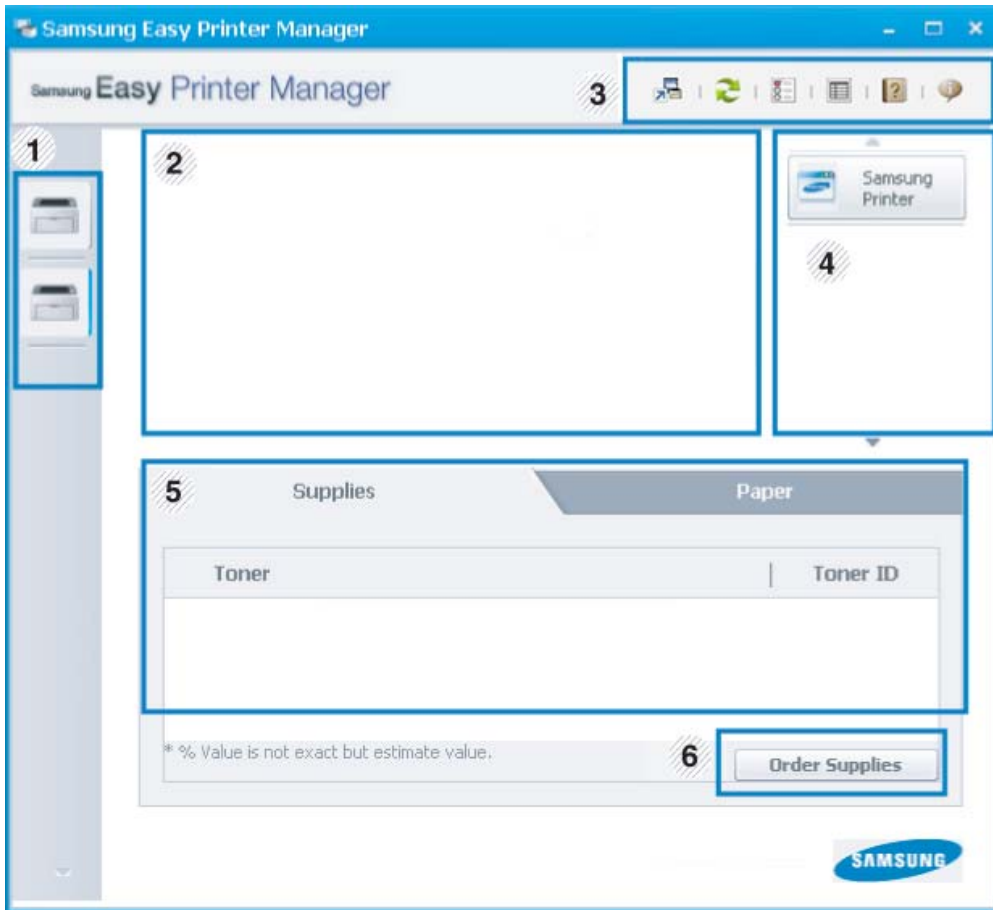 Samsung Easy Printer Manager
Samsung Easy Printer Manager
3
1
2
Samsung
Printer
4
5
Supplies
Paper
Toner
Toner ID
* % Value is not exact but estimate value.
6
Order Supplies
SAMSUNG